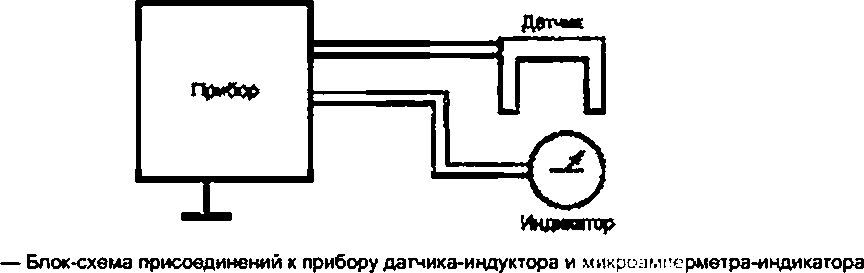 Датчик
Прибор
Индикатор
— Блок-схема присоединений к прибору датчика-индуктора и микроамперметра-индикатора